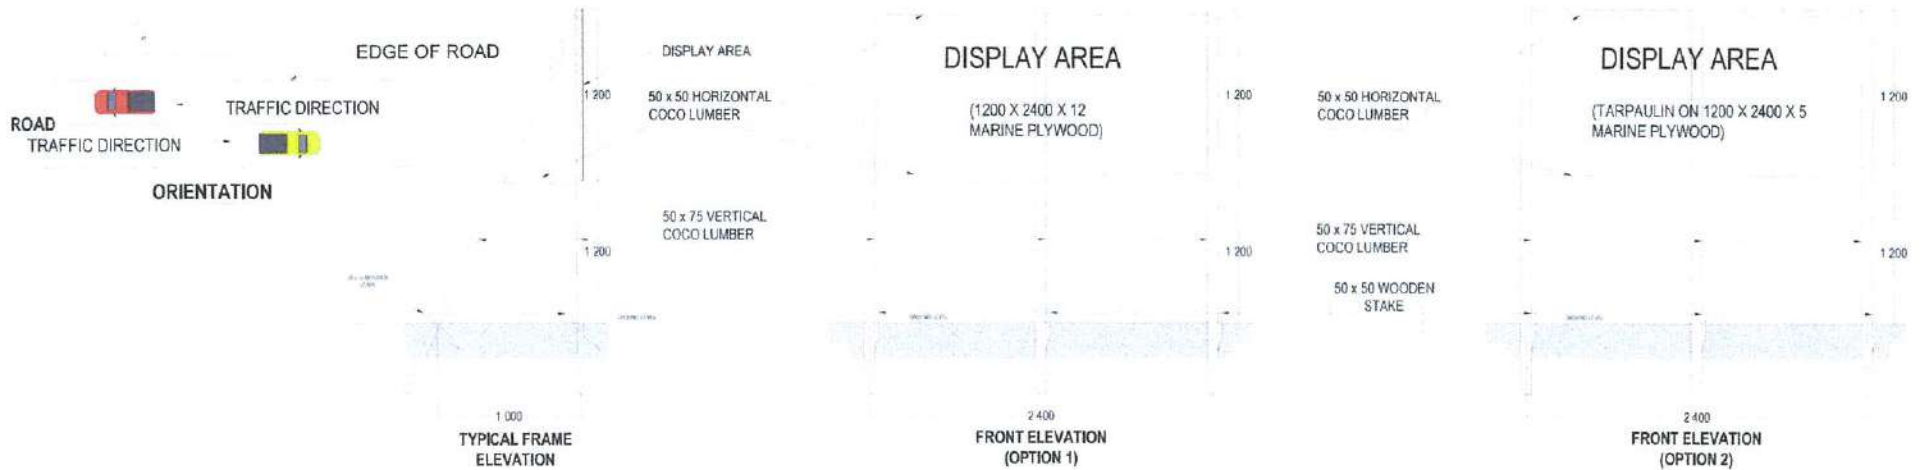 EDGE OF ROAD
TRAFFIC DIRECTION
ROAD
TRAFFIC DIRECTION
ORIENTATION
1 200
1 200
1 000
TYPICAL FRAME
ELEVATION
DISPLAY AREA
50 x 50 HORIZONTAL
COCO LUMBER
50 x 75 VERTICAL
COCO LUMBER
DISPLAY AREA
(1200 X 2400 X 12
MARINE PLYWOOD)
1 200
1 200
2 400
FRONT ELEVATION
(OPTION 1)
50 x 50 HORIZONTAL
COCO LUMBER
50 x 75 VERTICAL
COCO LUMBER
50 x 50 WOODEN
STAKE
DISPLAY AREA
(TARPAULIN ON 1200 X 2400 X 5
MARINE PLYWOOD)
1 200
1 200
2 400
FRONT ELEVATION
(OPTION 2)